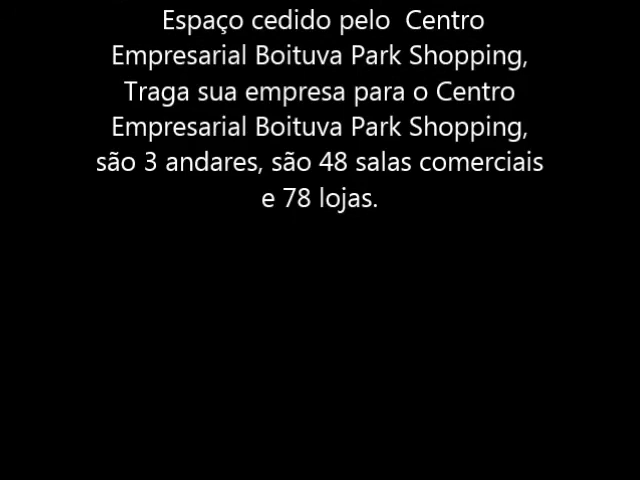 Espaço cedido pelo  Centro
Empresarial Boituva Park Shopping,
Traga sua empresa para o Centro
Empresarial Boituva Park Shopping,
são 3 andares, são 48 salas comerciais
e 78 lojas.